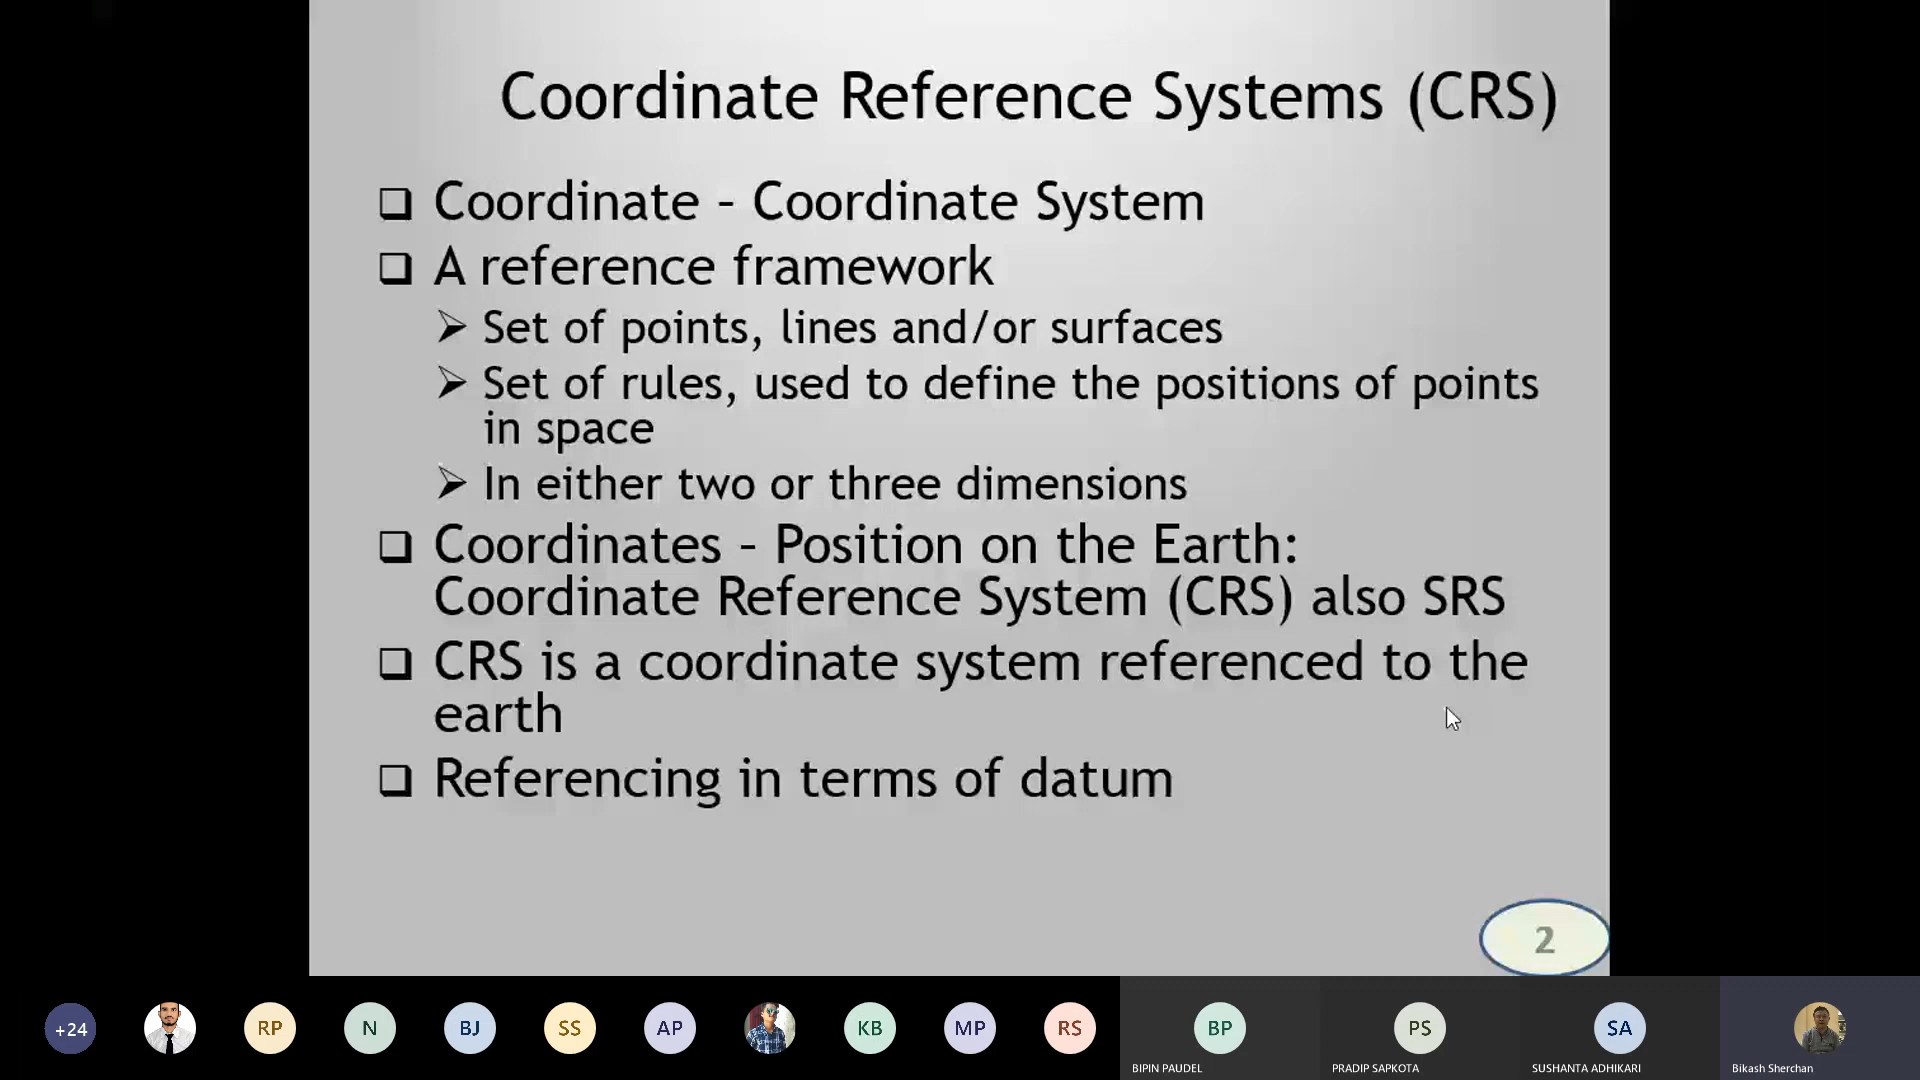 Coordinate Reference Systems (CRS)
Coordinate – Coordinate System
A reference framework
Set of points, lines and/or surfaces
Set of rules, used to define the positions of points
in space
In either two or three dimensions
Coordinates – Position on the Earth:
Coordinate Reference System (CRS) also SRS
CRS is a coordinate system referenced to the
earth
Referencing in terms of datum
2
+24
RP
N
BJ
SS
AP
KB
MP
RS
BP
PS
SA
BIPIN PAUDEL
PRADIP SAPKOTA
SUSHANTA ADHIKARI
Bikash Sherchan